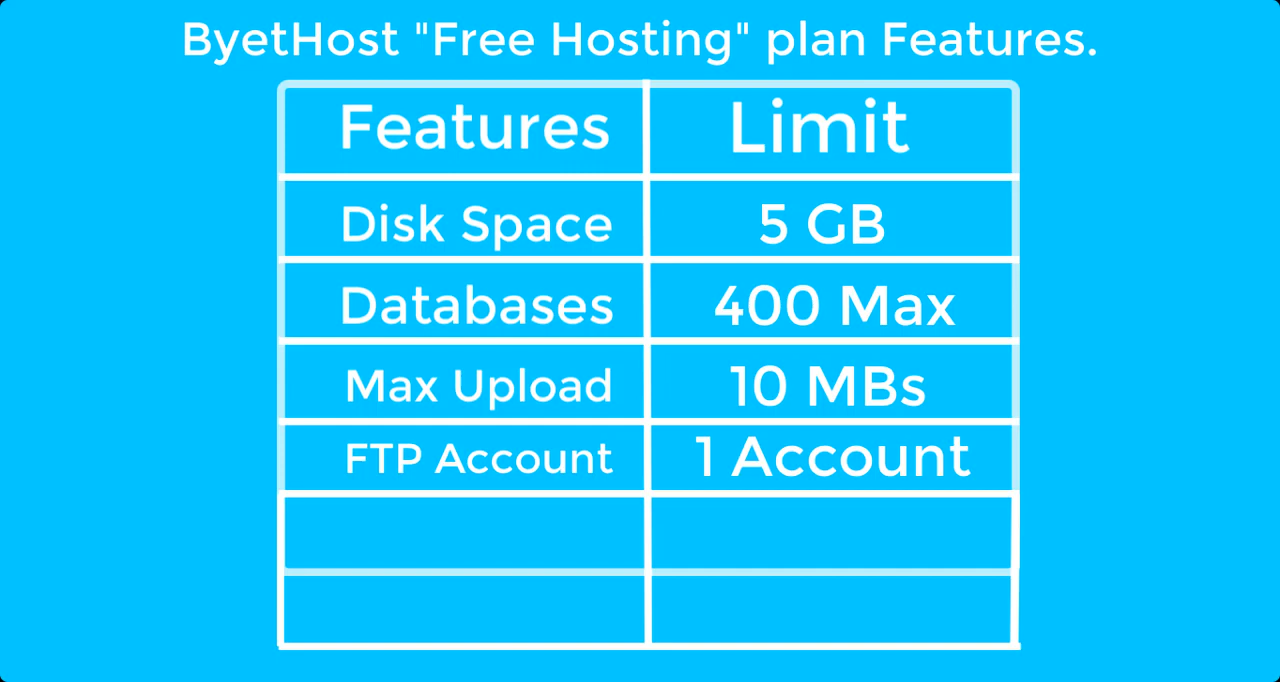 ByetHost "Free Hosting" plan Features.
Features Limit
Disk Space 5 GB
Databases 400 Max
Max Upload 10 MBs
FTP Account 1 Account